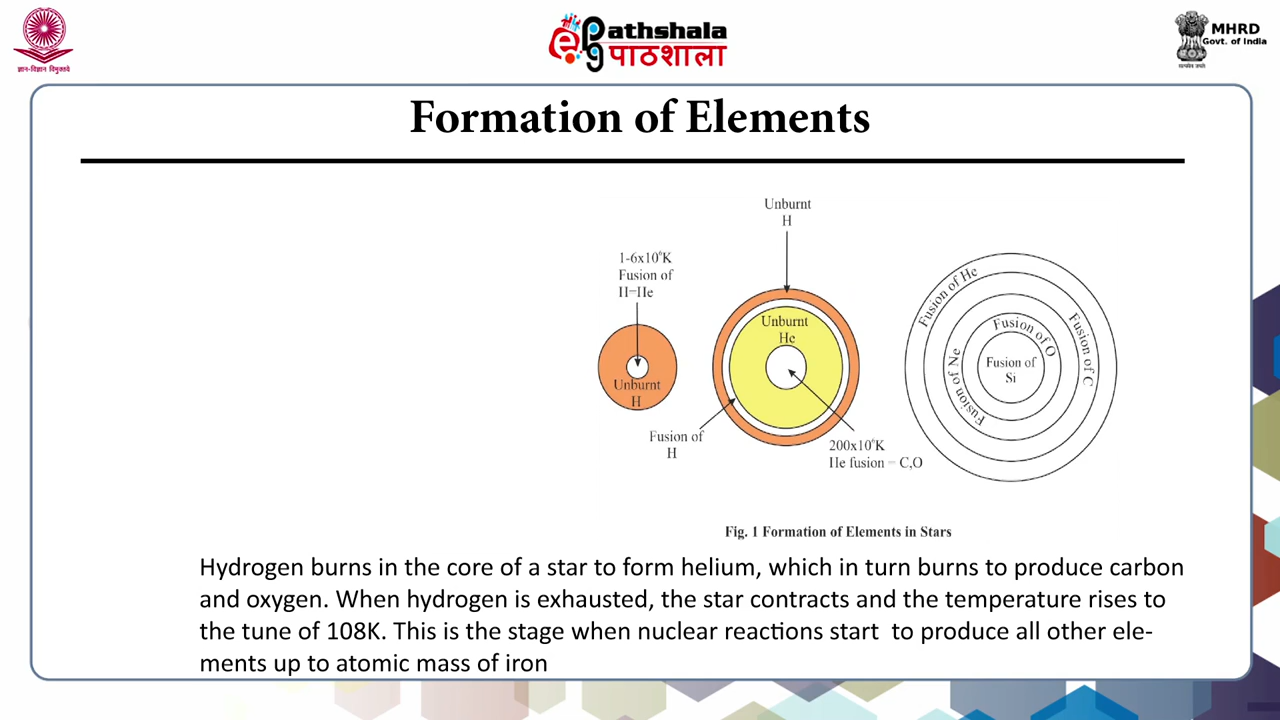 ज्ञान-विज्ञान विमुक्तये
ePathshala
पाठशाला
MHRD
Govt. of India
सत्यमेव जयते
Formation of Elements
Unburnt
H
1-6x10⁶K
Fusion of
H=He
Unburnt
H
Unburnt
He
Fusion of
H
200x10⁶K
He fusion = C,O
Fusion of He
Fusion of C
Fusion of Ne
Fusion of O
Fusion of
Si
Fig. 1 Formation of Elements in Stars
Hydrogen burns in the core of a star to form helium, which in turn burns to produce carbon
and oxygen. When hydrogen is exhausted, the star contracts and the temperature rises to
the tune of 108K. This is the stage when nuclear reactions start to produce all other ele-
ments up to atomic mass of iron